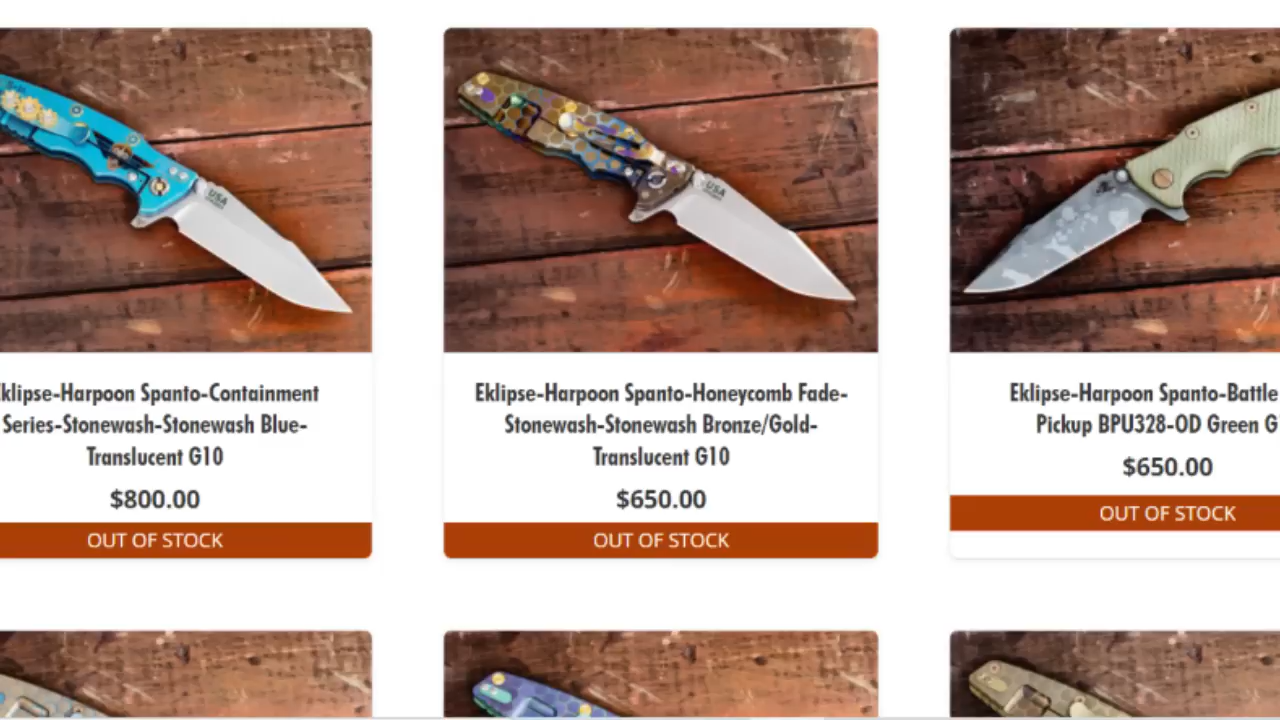 USA
USA
klipse-Harpoon Spanto-Containment
Series-Stonewash-Stonewash Blue-
Translucent G10
$800.00
OUT OF STOCK
Eklipse-Harpoon Spanto-Honeycomb Fade-
Stonewash-Stonewash Bronze/Gold-
Translucent G10
$650.00
OUT OF STOCK
Eklipse-Harpoon Spanto-Battle
Pickup BPU328-OD Green G
$650.00
OUT OF STOCK